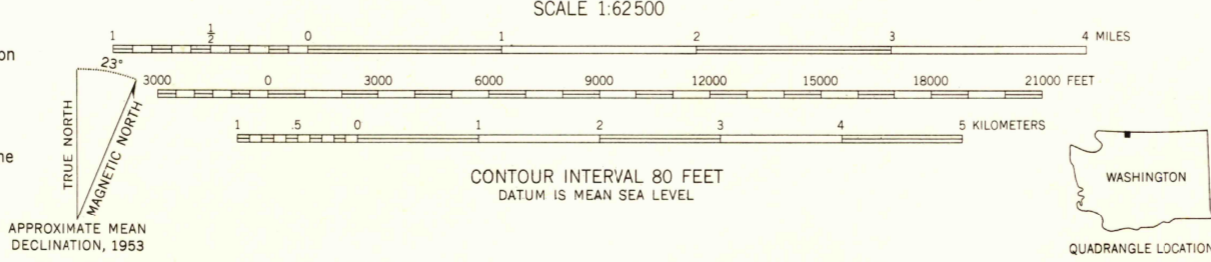 SCALE 1:62500
1 ½ 0 1 2 3 4 MILES
on
23°
3000 0 3000 6000 9000 12000 15000 18000 21000 FEET
TRUE NORTH
MAGNETIC NORTH
1 .5 0 1 2 3 4 5 KILOMETERS
CONTOUR INTERVAL 80 FEET
DATUM IS MEAN SEA LEVEL
WASHINGTON
APPROXIMATE MEAN
DECLINATION, 1953
QUADRANGLE LOCATION